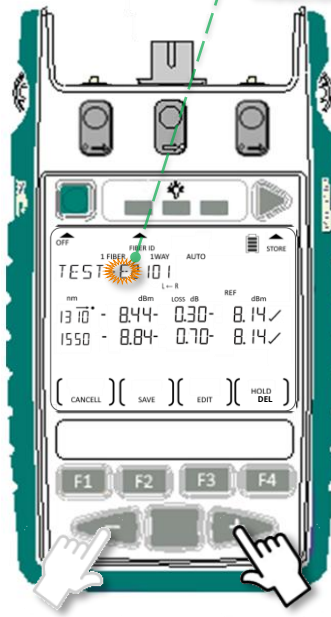 OFF FIBER ID STORE
1 FIBER 1WAY AUTO
TEST F2 101
L ← R
nm dBm LOSS dB REF dBm
1310 - 8.44- 0.30- 8.14✓
1550 - 8.84- 0.70- 8.14✓
CANCELL SAVE EDIT HOLD DEL
F1 F2 F3 F4
- +